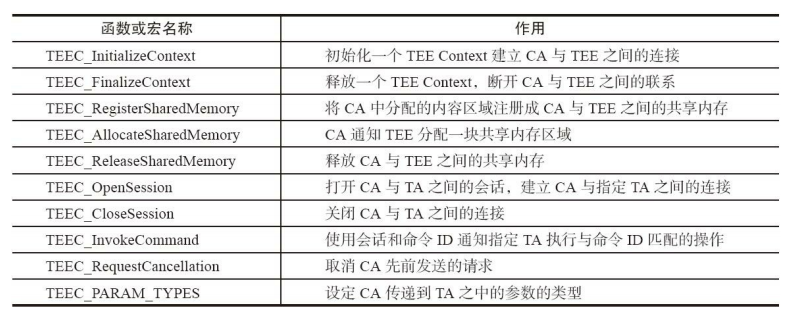 函数或宏名称 作用
TEEC_InitializeContext 初始化一个 TEE Context 建立 CA 与 TEE 之间的连接
TEEC_FinalizeContext 释放一个 TEE Context，断开 CA 与 TEE 之间的联系
TEEC_RegisterSharedMemory 将 CA 中分配的内容区域注册成 CA 与 TEE 之间的共享内存
TEEC_AllocateSharedMemory CA 通知 TEE 分配一块共享内存区域
TEEC_ReleaseSharedMemory 释放 CA 与 TEE 之间的共享内存
TEEC_OpenSession 打开 CA 与 TA 之间的会话，建立 CA 与指定 TA 之间的连接
TEEC_CloseSession 关闭 CA 与 TA 之间的连接
TEEC_InvokeCommand 使用会话和命令 ID 通知指定 TA 执行与命令 ID 匹配的操作
TEEC_RequestCancellation 取消 CA 先前发送的请求
TEEC_PARAM_TYPES 设定 CA 传递到 TA 之中的参数的类型